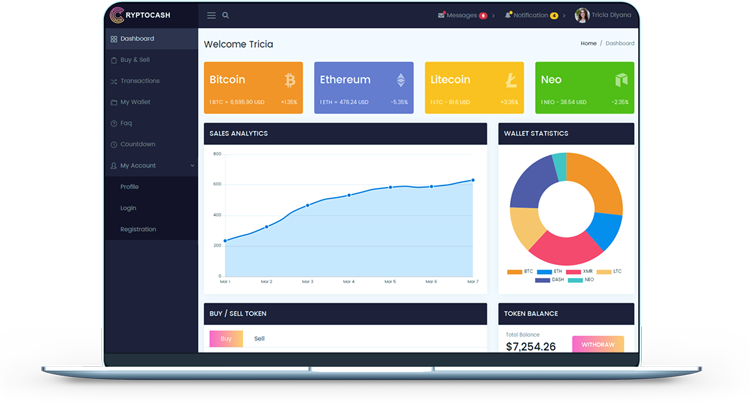 CRYPTOCASH
Messages 8 Notification 4 Tricia Diyana
Dashboard
Buy & Sell
Transactions
My Wallet
Faq
Countdown
My Account
Profile
Login
Registration
Welcome Tricia
Home / Dashboard
Bitcoin
1 BTC = 6,696.90 USD +1.35%
Ethereum
1 ETH = 478.24 USD -5.35%
Litecoin
1 LTC - 81.6 USD +3.35%
Neo
1 NEO - 38.54 USD -2.35%
SALES ANALYTICS
800
600
400
200
0
Mar 1 Mar 2 Mar 3 Mar 4 Mar 5 Mar 6 Mar 7
WALLET STATISTICS
BTC ETH XMR LTC
DASH NEO
BUY / SELL TOKEN
Buy Sell
TOKEN BALANCE
Total Balance
$7,254.26
WITHDRAW